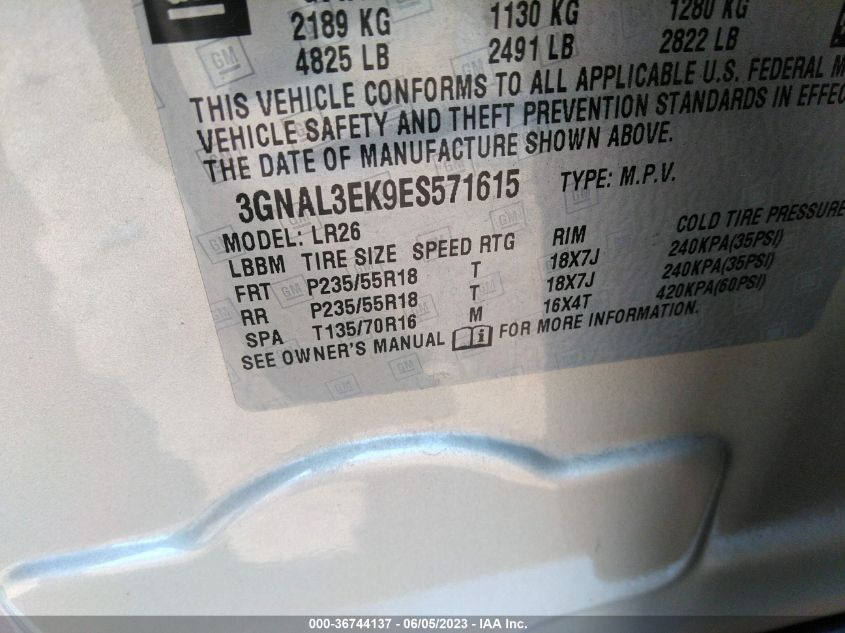 2189 KG 1130 KG 1280 KG
4825 LB 2491 LB 2822 LB
THIS VEHICLE CONFORMS TO ALL APPLICABLE U.S. FEDERAL M
VEHICLE SAFETY AND THEFT PREVENTION STANDARDS IN EFFEC
THE DATE OF MANUFACTURE SHOWN ABOVE.
3GNAL3EK9ES571615 TYPE: M.P.V.
MODEL: LR26
LBBM TIRE SIZE SPEED RTG RIM COLD TIRE PRESSURE
FRT P235/55R18 T 18X7J 240KPA(35PSI)
RR P235/55R18 T 18X7J 240KPA(35PSI)
SPA T135/70R16 M 16X4T 420KPA(60PSI)
SEE OWNER'S MANUAL FOR MORE INFORMATION.
000-36744137 - 06/05/2023 - IAA Inc.